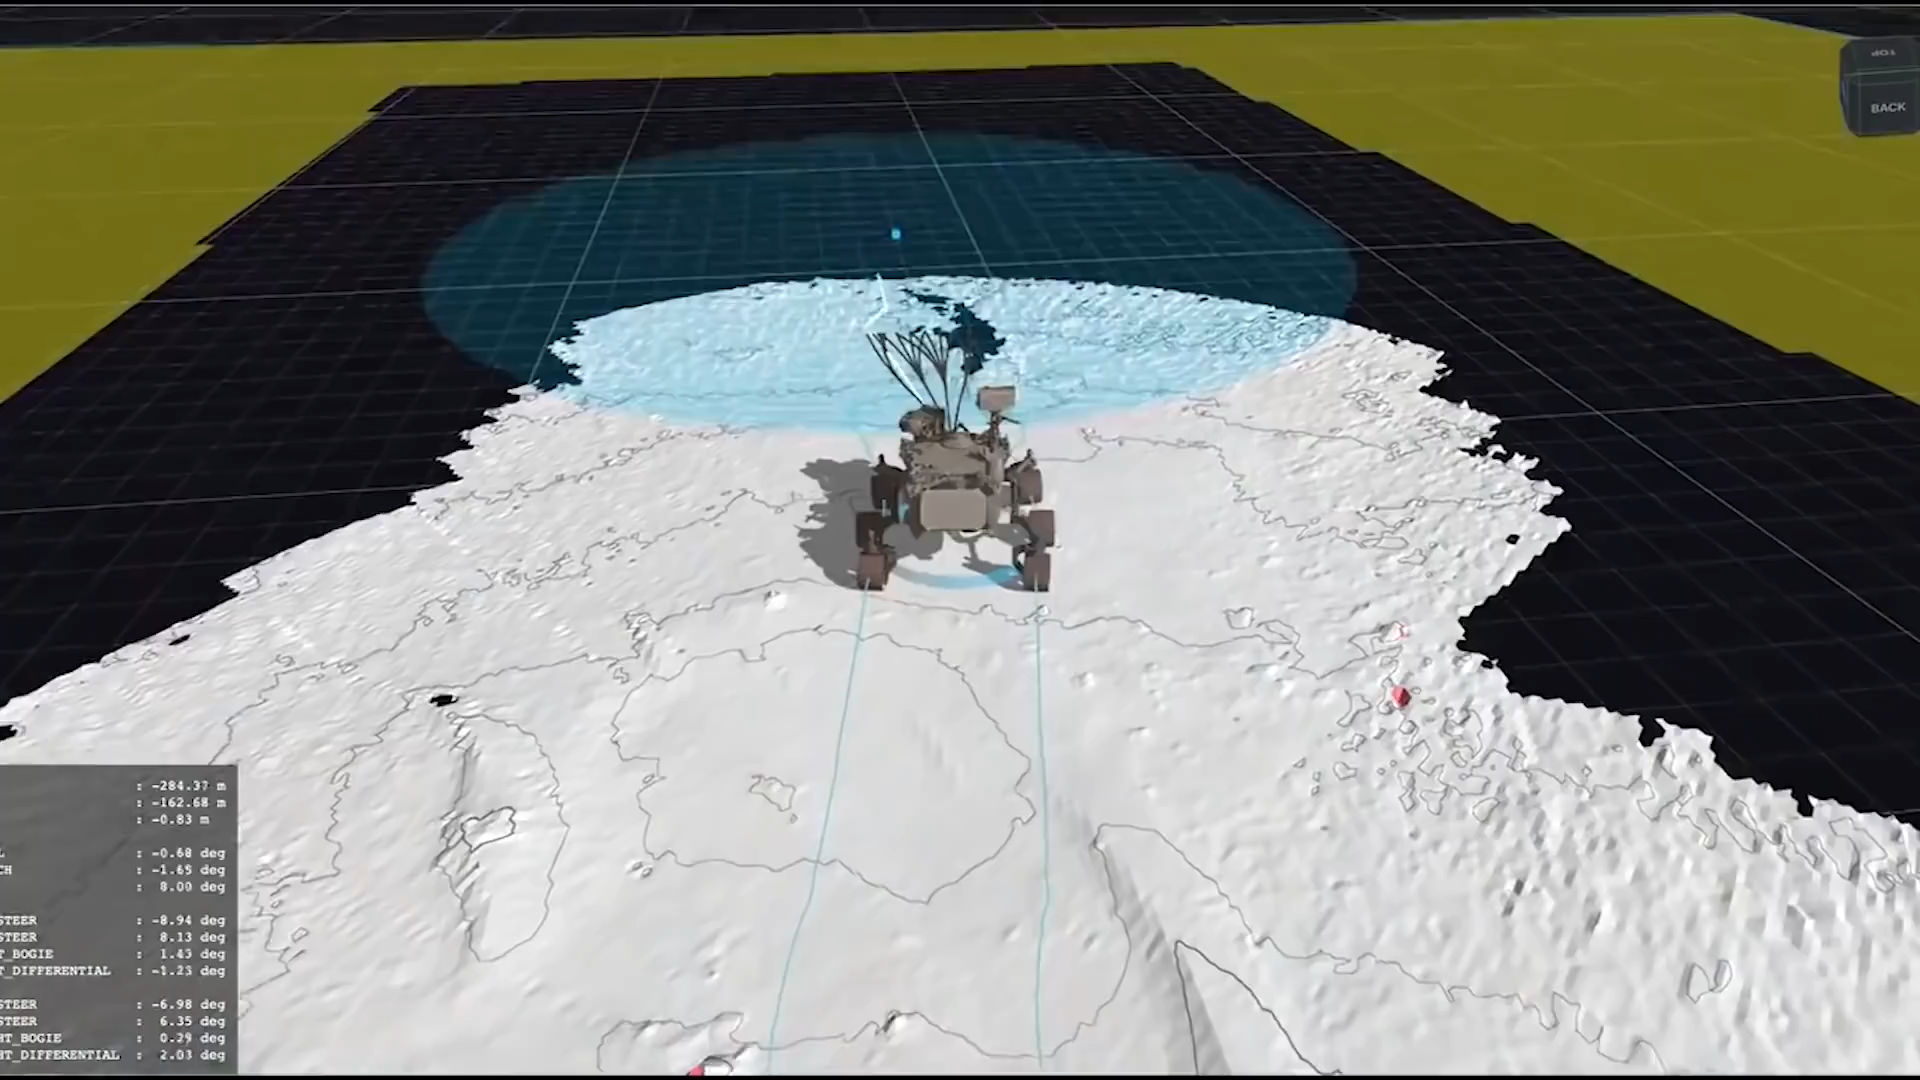 TOP
BACK
: -284.37 m
: -162.68 m
: -0.83 m
L : -0.68 deg
CH : -1.65 deg
: 8.00 deg
STEER : -8.94 deg
STEER : 8.13 deg
T_BOGIE : 1.43 deg
T_DIFFERENTIAL : -1.23 deg
STEER : -6.98 deg
STEER : 6.35 deg
HT_BOGIE : 0.29 deg
HT_DIFFERENTIAL : 2.03 deg